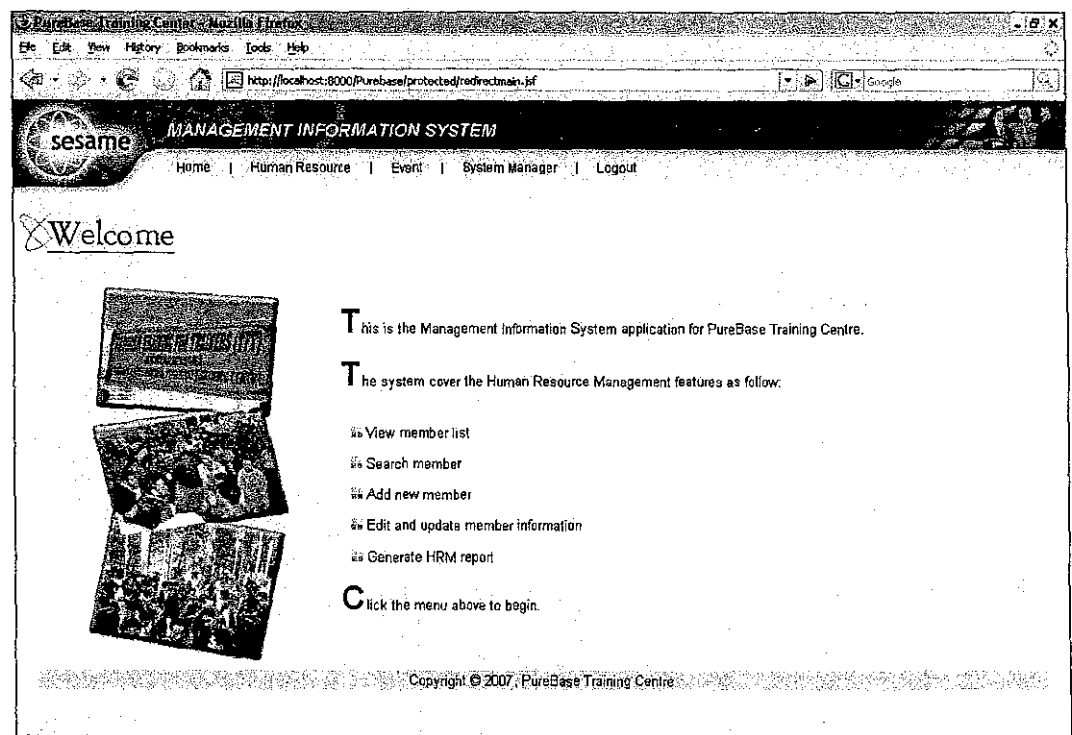 PureBase Training Center - Mozilla Firefox
File Edit View History Bookmarks Tools Help
http://localhost:8000/Purebase/protected/redirectmain.jsf
Google
sesame
MANAGEMENT INFORMATION SYSTEM
Home | Human Resource | Event | System Manager | Logout
Welcome
This is the Management Information System application for PureBase Training Centre.
The system cover the Human Resource Management features as follow:
View member list
Search member
Add new member
Edit and update member information
Generate HRM report
Click the menu above to begin.
Copyright © 2007, PureBase Training Centre